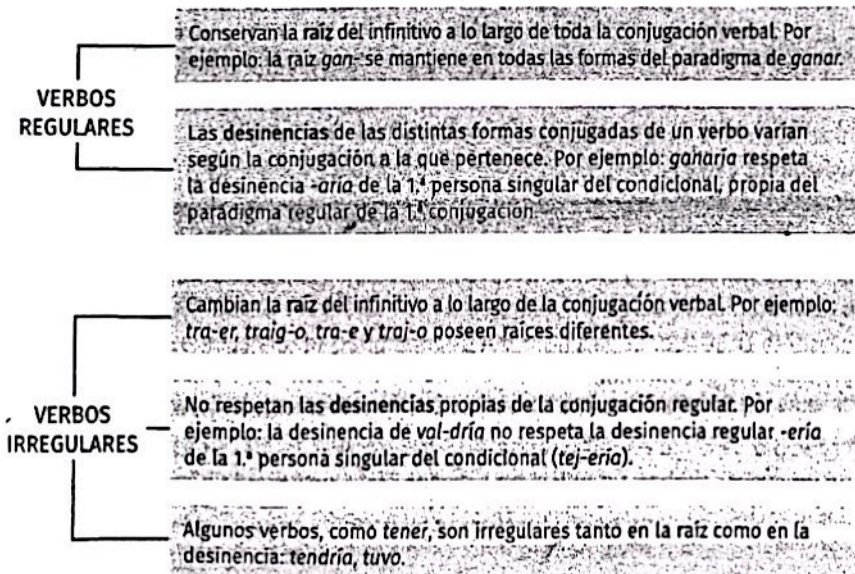 VERBOS
REGULARES
Conservan la raíz del infinitivo a lo largo de toda la conjugación verbal. Por
ejemplo: la raíz gan- se mantiene en todas las formas del paradigma de ganar.
Las desinencias de las distintas formas conjugadas de un verbo varían
según la conjugación a la que pertenece. Por ejemplo: ganaría respeta
la desinencia -aría de la 1.ª persona singular del condicional, propia del
paradigma regular de la 1.ª conjugación.
VERBOS
IRREGULARES
Cambian la raíz del infinitivo a lo largo de la conjugación verbal. Por ejemplo:
tra-er, traig-o, tra-e y traj-o poseen raíces diferentes.
No respetan las desinencias propias de la conjugación regular. Por
ejemplo: la desinencia de val-dría no respeta la desinencia regular -ería
de la 1.ª persona singular del condicional (tej-ería).
Algunos verbos, como tener, son irregulares tanto en la raíz como en la
desinencia: tendría, tuvo.